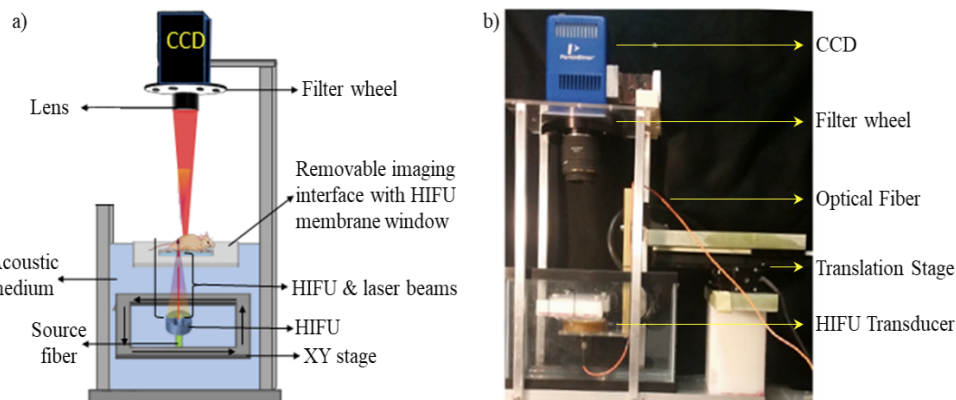 a)
CCD
Filter wheel
Lens
Removable imaging
interface with HIFU
membrane window
Acoustic
medium
HIFU & laser beams
Source
fiber
HIFU
XY stage
b)
PerkinElmer
CCD
Filter wheel
Optical Fiber
Translation Stage
HIFU Transducer